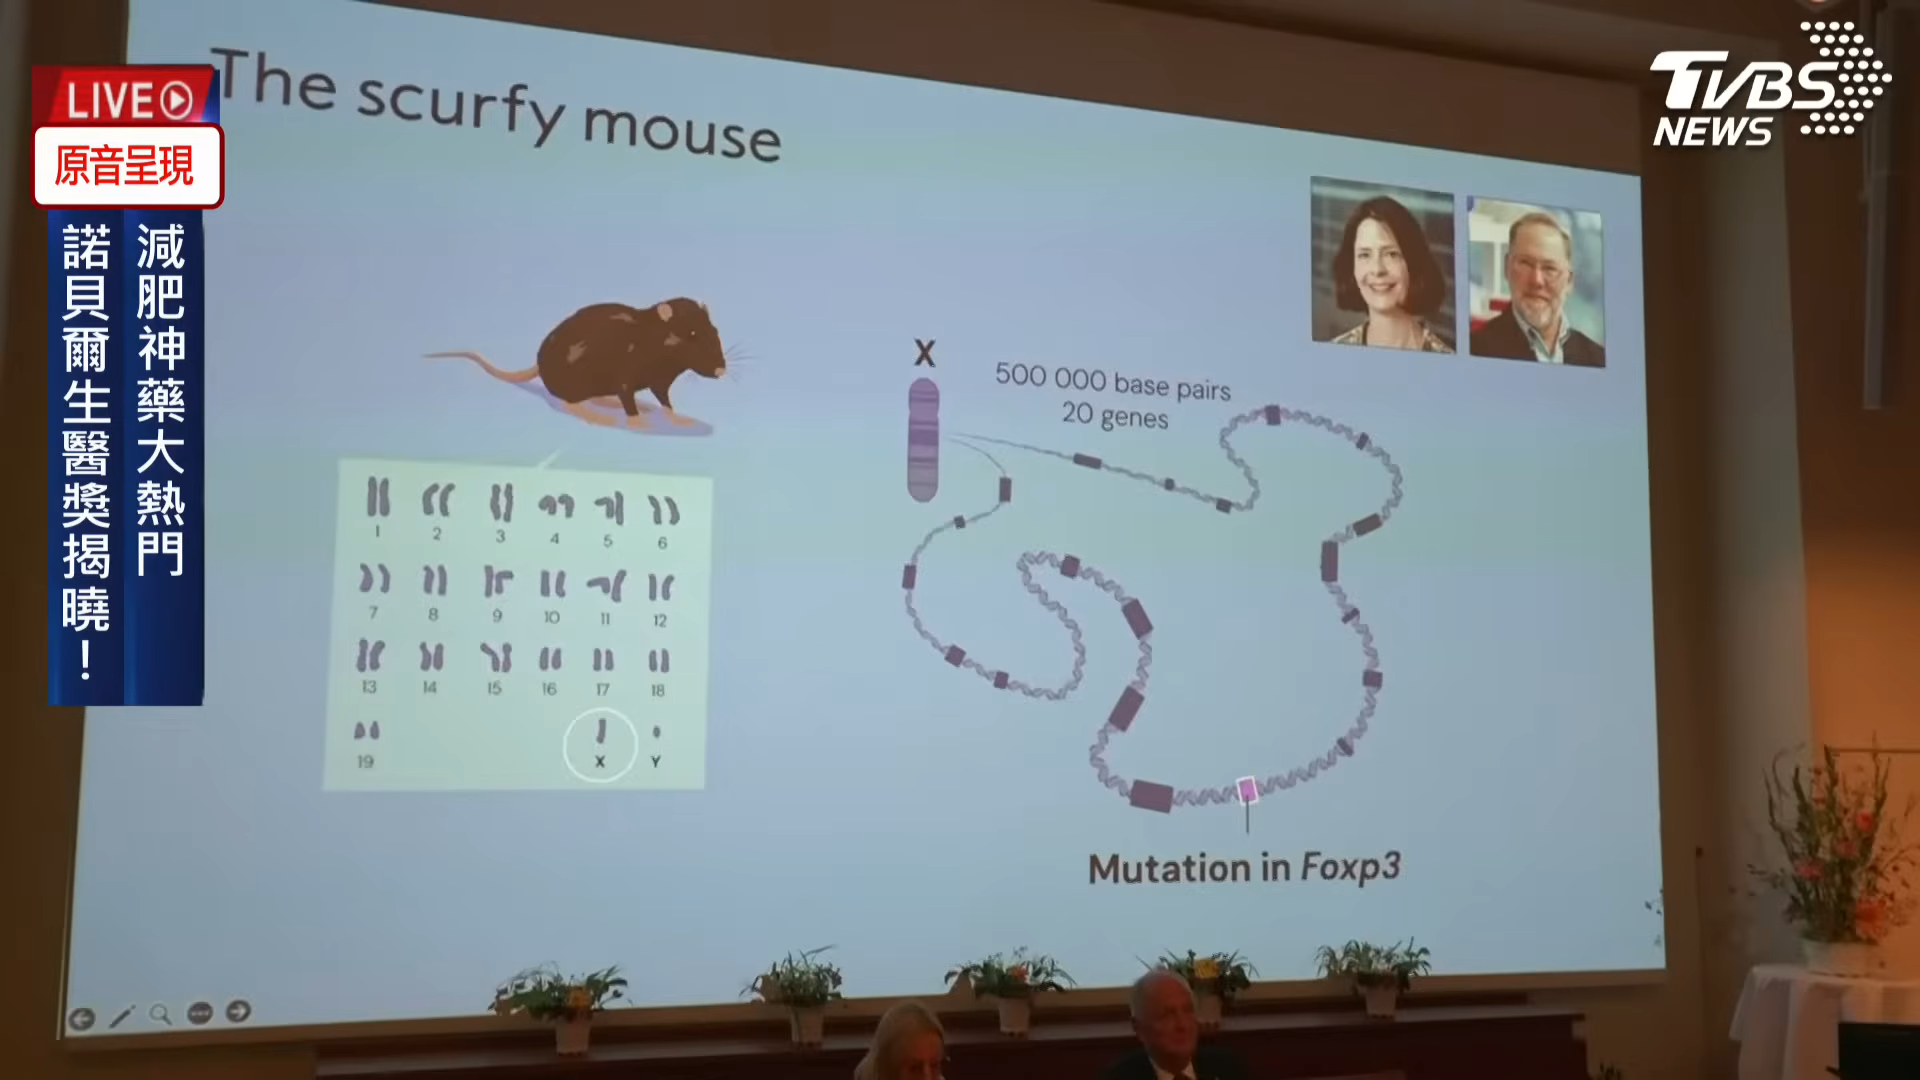 The scurfy mouse
LIVE
原音呈現
減肥神藥大熱門
諾貝爾生醫獎揭曉！
TVBS
NEWS
X
500 000 base pairs
20 genes
1 2 3 4 5 6
7 8 9 10 11 12
13 14 15 16 17 18
19 X Y
Mutation in Foxp3